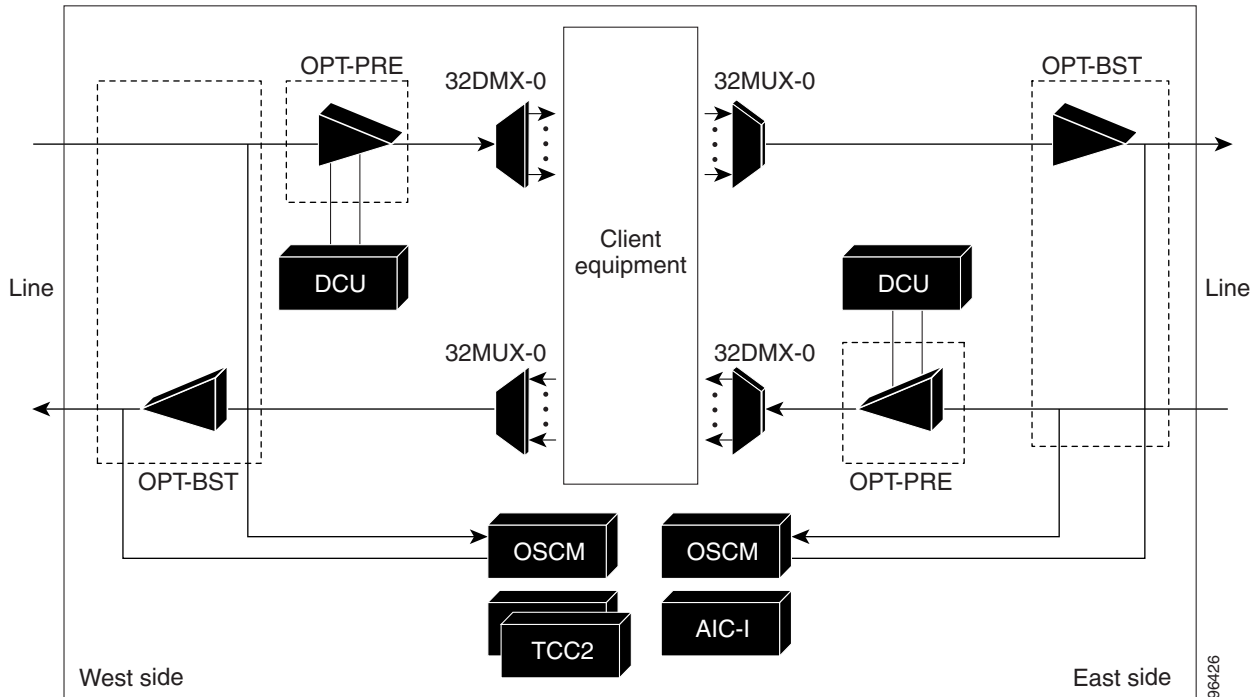 OPT-PRE
32DMX-0
32MUX-0
OPT-BST
Client
equipment
DCU
DCU
Line
Line
32MUX-0
32DMX-0
OPT-BST
OPT-PRE
OSCM
OSCM
TCC2
AIC-I
West side
East side
96426